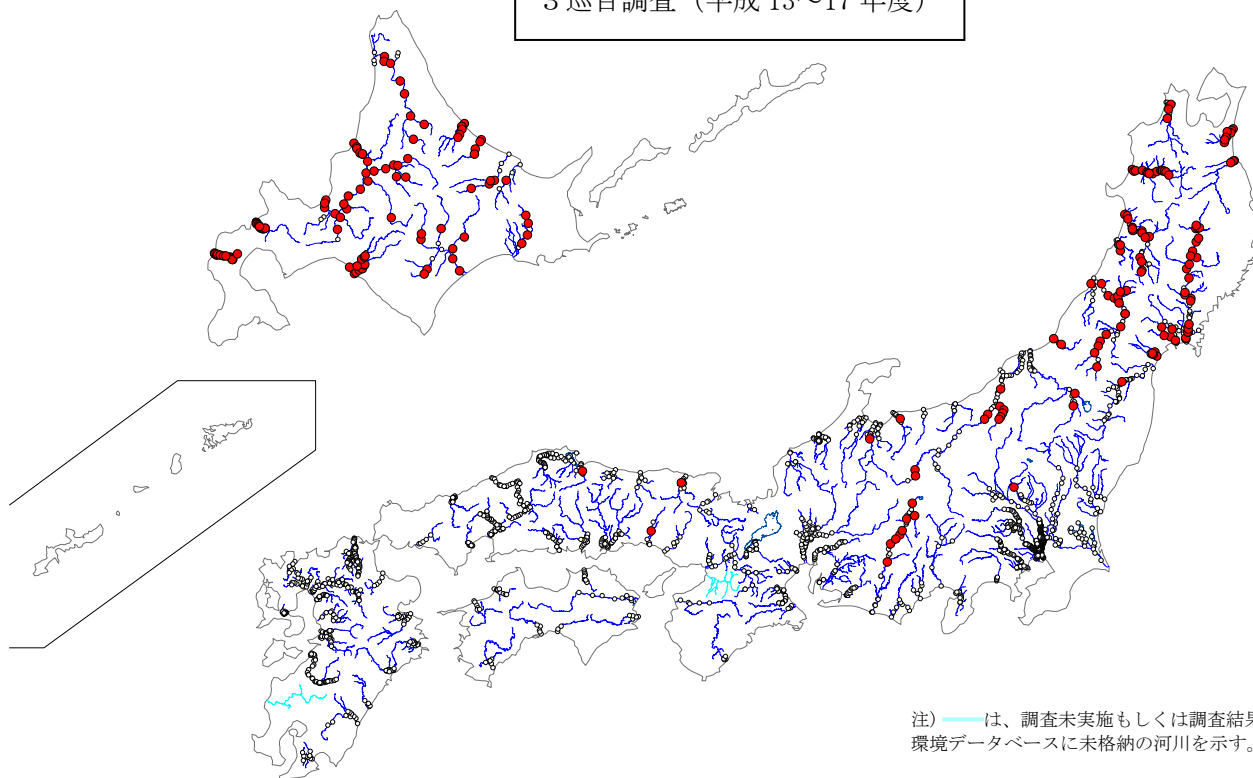 3巡目調査（平成 13～17 年度）
注） は、調査未実施もしくは調査結果
環境データベースに未格納の河川を示す。